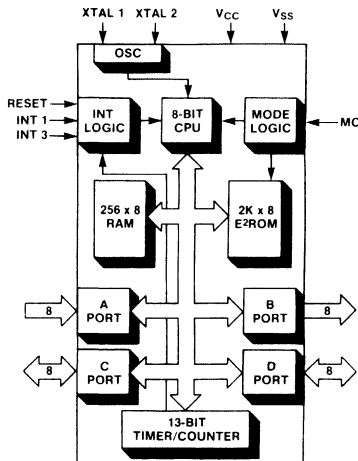 XTAL 1 XTAL 2 VCC VSS
OSC
RESET
INT 1
INT 3
INT
LOGIC
8-BIT
CPU
MODE
LOGIC
MC
256 x 8
RAM
2K x 8
E²ROM
8
A
PORT
B
PORT
8
8
C
PORT
D
PORT
8
13-BIT
TIMER/COUNTER